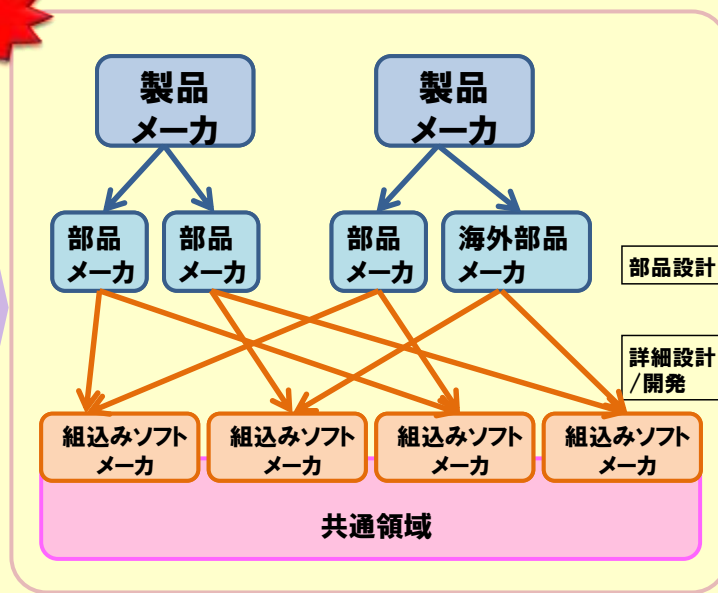 製品
メーカ
製品
メーカ
部品
メーカ
部品
メーカ
部品
メーカ
海外部品
メーカ
部品設計
詳細設計
/開発
組込みソフト
メーカ
組込みソフト
メーカ
組込みソフト
メーカ
組込みソフト
メーカ
共通領域